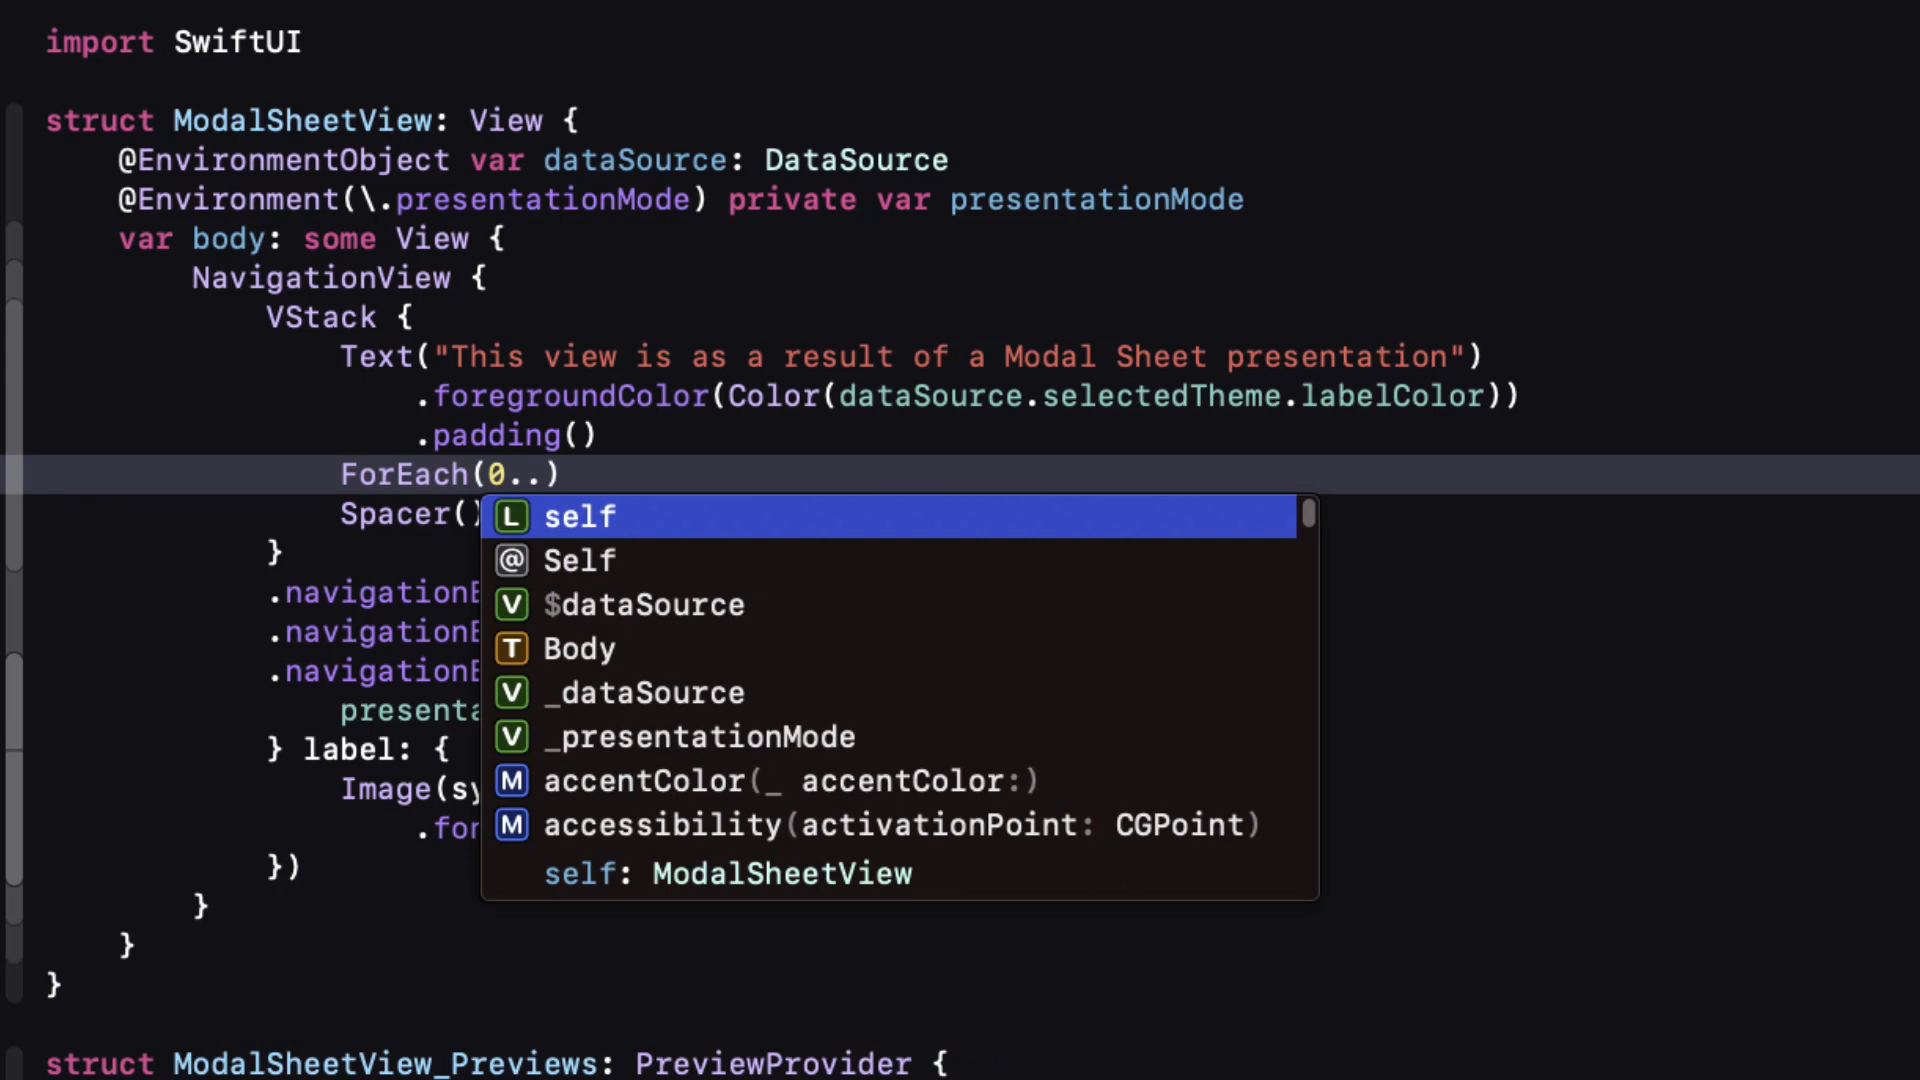 import SwiftUI
struct ModalSheetView: View {
@EnvironmentObject var dataSource: DataSource
@Environment(\.presentationMode) private var presentationMode
var body: some View {
NavigationView {
VStack {
Text("This view is as a result of a Modal Sheet presentation")
.foregroundColor(Color(dataSource.selectedTheme.labelColor))
.padding()
ForEach(0..)
Spacer()
}
.navigation
.navigation
.navigation
presenta
} label: {
Image(sy
.for
})
}
}
}
L self
@ Self
V $dataSource
T Body
V _dataSource
V _presentationMode
M accentColor(_ accentColor:)
M accessibility(activationPoint: CGPoint)
self: ModalSheetView
struct ModalSheetView_Previews: PreviewProvider {